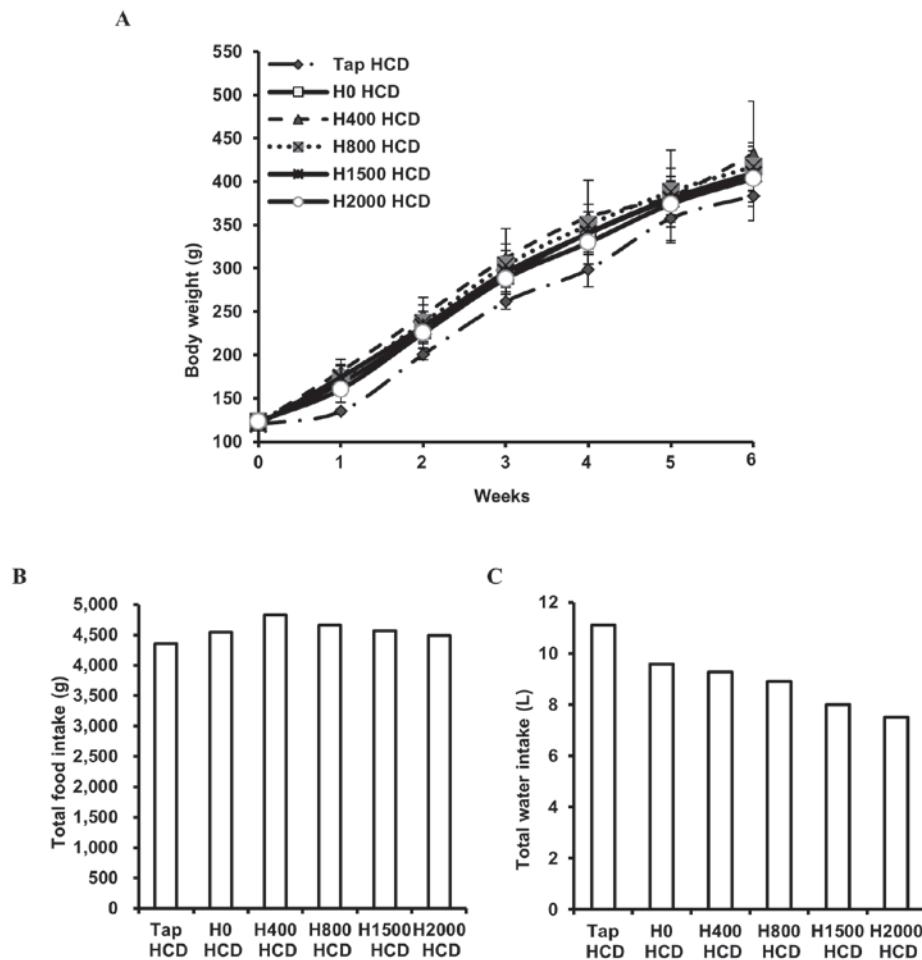 A
550
500
450
400
350
300
250
200
150
100
Body weight (g)
Tap HCD
H0 HCD
H400 HCD
H800 HCD
H1500 HCD
H2000 HCD
0 1 2 3 4 5 6
Weeks
B
5,000
4,500
4,000
3,500
3,000
2,500
2,000
1,500
1,000
500
0
Total food intake (g)
Tap H0 H400 H800 H1500 H2000
HCD HCD HCD HCD HCD HCD
C
12
10
8
6
4
2
0
Total water intake (L)
Tap H0 H400 H800 H1500 H2000
HCD HCD HCD HCD HCD HCD